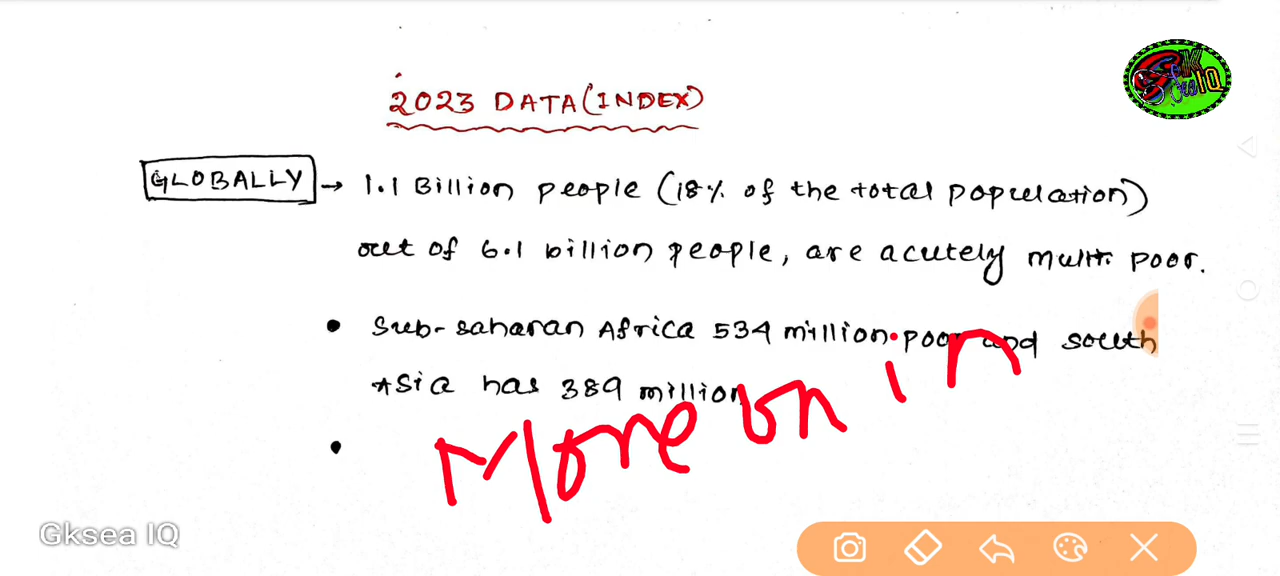 2023 DATA (INDEX)
GLOBALLY → 1.1 Billion people (18% of the total population)
out of 6.1 billion people, are acutely multi. poor.
• Sub-saharan Africa 534 million poor and south
Asia has 389 million
•
More on in
Gksea IQ